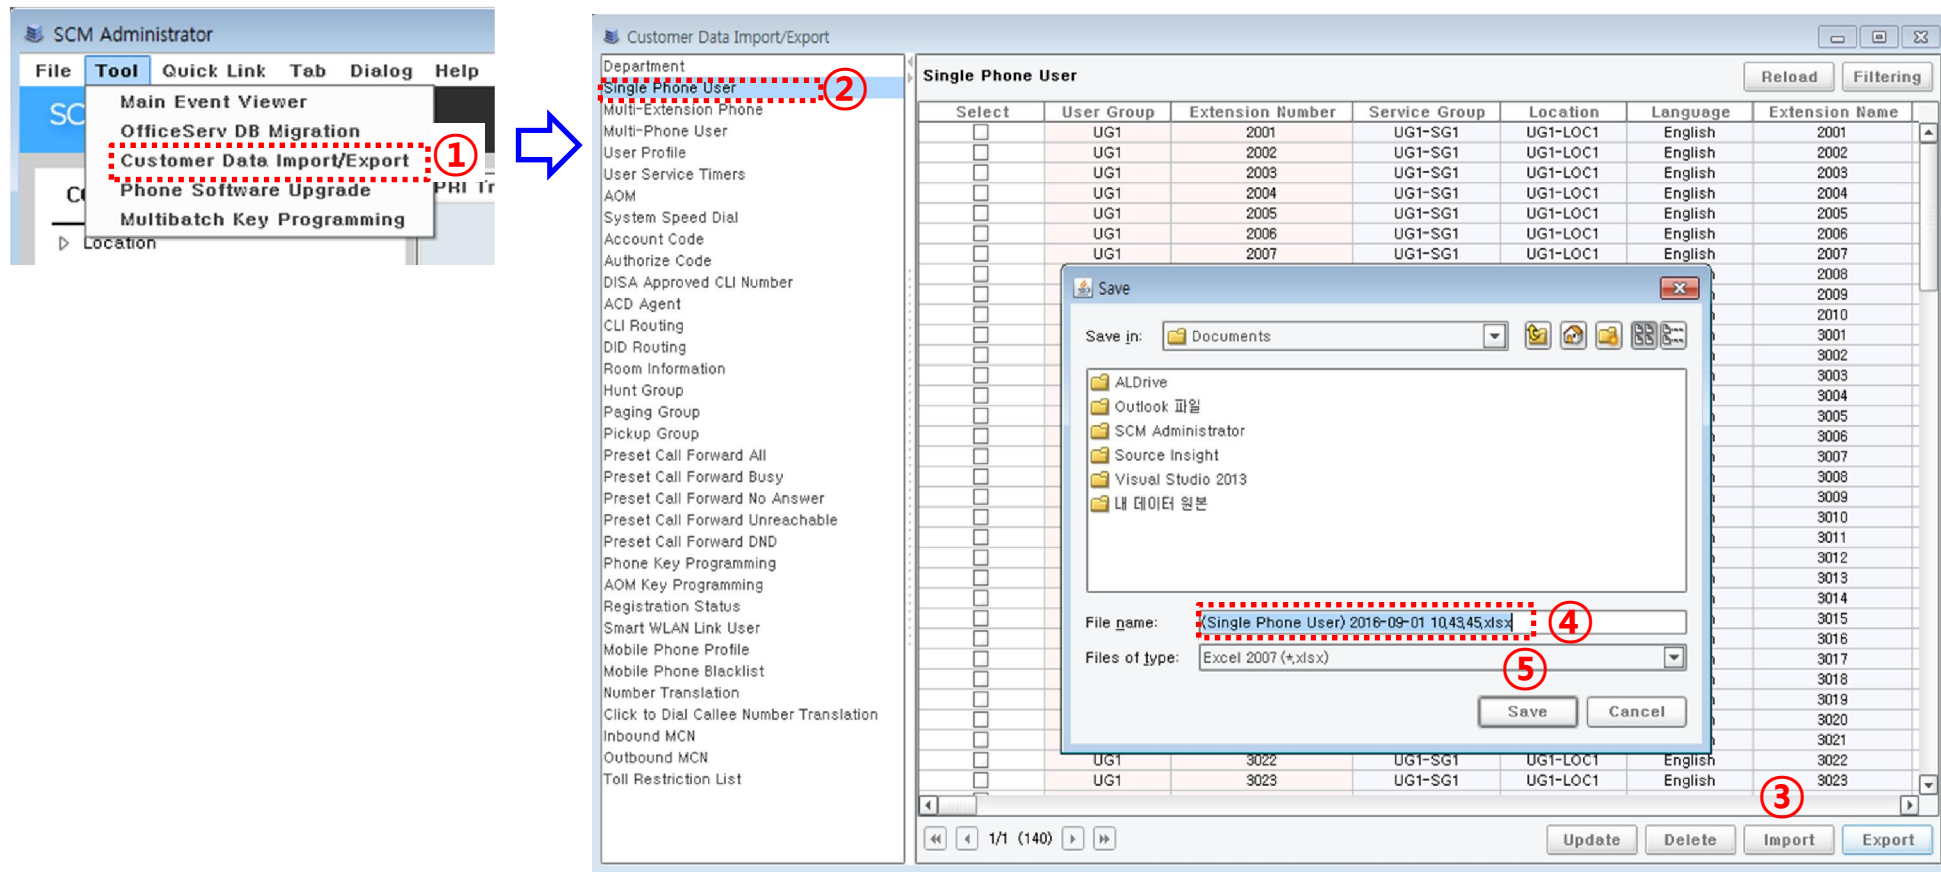 SCM Administrator
File Tool Quick Link Tab Dialog Help
SC
Main Event Viewer
OfficeServ DB Migration
Customer Data Import/Export ①
Phone Software Upgrade
PRI Tr
Multibatch Key Programming
Location
Customer Data Import/Export
Department
Single Phone User ②
Multi-Extension Phone
Multi-Phone User
User Profile
User Service Timers
AOM
System Speed Dial
Account Code
Authorize Code
DISA Approved CLI Number
ACD Agent
CLI Routing
DID Routing
Room Information
Hunt Group
Paging Group
Pickup Group
Preset Call Forward All
Preset Call Forward Busy
Preset Call Forward No Answer
Preset Call Forward Unreachable
Preset Call Forward DND
Phone Key Programming
AOM Key Programming
Registration Status
Smart WLAN Link User
Mobile Phone Profile
Mobile Phone Blacklist
Number Translation
Click to Dial Callee Number Translation
Inbound MCN
Outbound MCN
Toll Restriction List
Single Phone User Reload Filtering
Select User Group Extension Number Service Group Location Language Extension Name
UG1 2001 UG1-SG1 UG1-LOC1 English 2001
UG1 2002 UG1-SG1 UG1-LOC1 English 2002
UG1 2003 UG1-SG1 UG1-LOC1 English 2003
UG1 2004 UG1-SG1 UG1-LOC1 English 2004
UG1 2005 UG1-SG1 UG1-LOC1 English 2005
UG1 2006 UG1-SG1 UG1-LOC1 English 2006
UG1 2007 UG1-SG1 UG1-LOC1 English 2007
2008
2009
2010
3001
3002
3003
3004
3005
3006
3007
3008
3009
3010
3011
3012
3013
3014
3015
3016
3017
3018
3019
3020
3021
UG1 3022 UG1-SG1 UG1-LOC1 English 3022
UG1 3023 UG1-SG1 UG1-LOC1 English 3023
Save
Save in: Documents
ALDrive
Outlook 파일
SCM Administrator
Source Insight
Visual Studio 2013
내 데이터 원본
File name: (Single Phone User) 2016-09-01 10,43,45,xlsx ④
Files of type: Excel 2007 (*,xlsx)
⑤
Save Cancel
③
1/1 (140) Update Delete Import Export